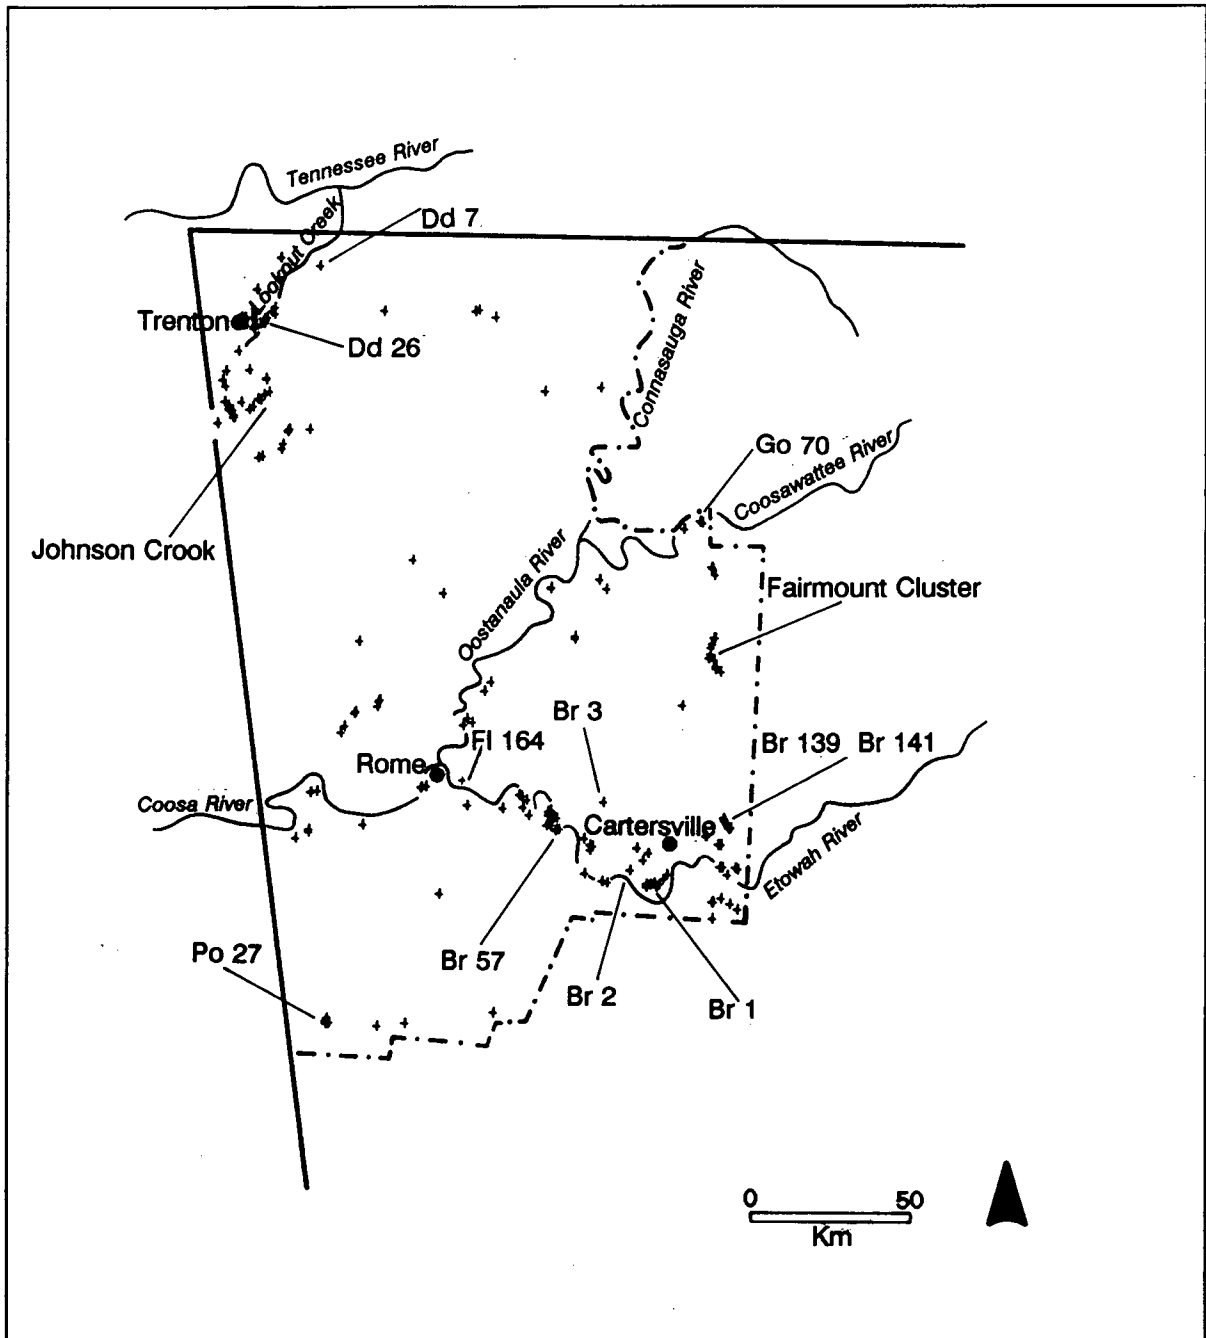 Tennessee River
Dd 7
Lookout Creek
Trenton
Dd 26
Connasauga River
Go 70
Coosawattee River
Johnson Crook
Oostanaula River
Fairmount Cluster
Br 3
Fl 164
Br 139 Br 141
Rome
Coosa River
Cartersville
Etowah River
Po 27
Br 57
Br 2
Br 1
0 50
Km